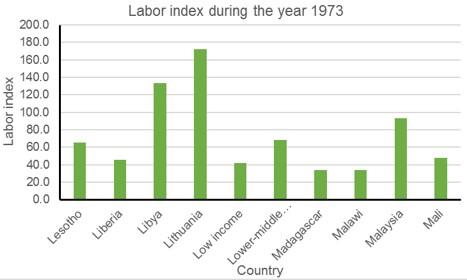 Labor index during the year 1973
Labor index
200.0
180.0
160.0
140.0
120.0
100.0
80.0
60.0
40.0
20.0
0.0
Lesotho
Liberia
Libya
Lithuania
Low income
Lower-middle...
Madagascar
Malawi
Malaysia
Mali
Country